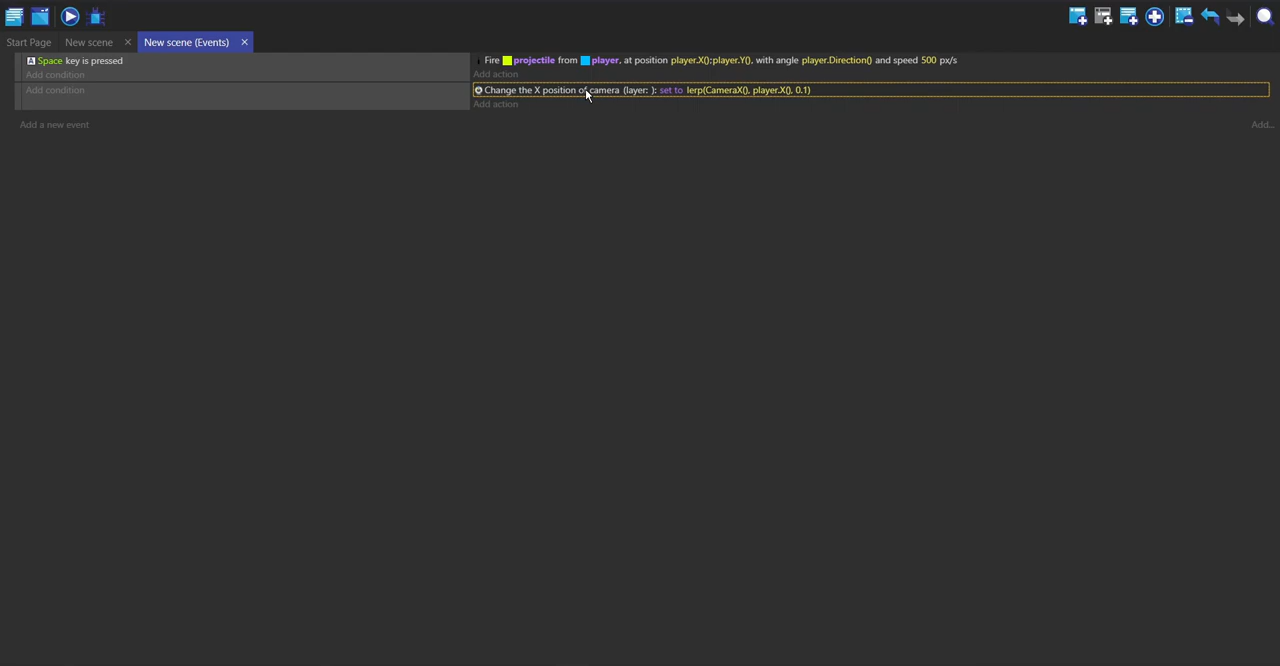 Start Page New scene × New scene (Events) ×
A Space key is pressed
Add condition
Fire projectile from player, at position player.X();player.Y(), with angle player.Direction() and speed 500 px/s
Add action
Add condition
Change the X position of camera (layer: ): set to lerp(CameraX(), player.X(), 0.1)
Add action
Add a new event
Add...